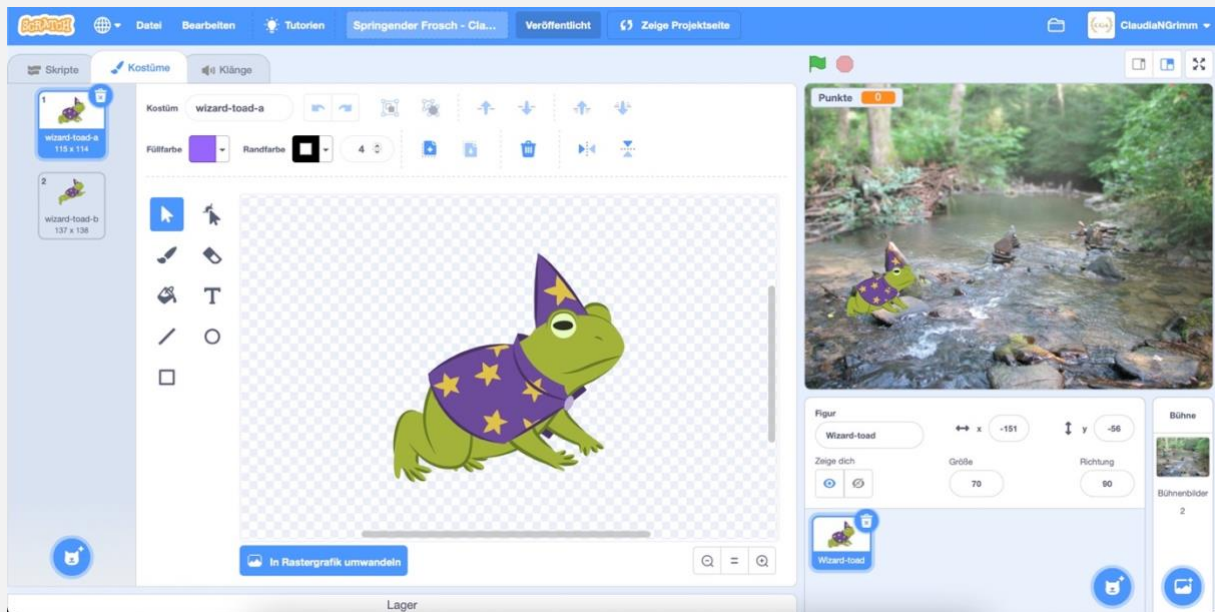 SCRATCH Datei Bearbeiten Tutorien Springender Frosch - Cla... Veröffentlicht Zeige Projektseite ClaudiaNGrimm
Skripte Kostüme Klänge
1
wizard-toad-a
115 x 114
2
wizard-toad-b
137 x 138
Kostüm wizard-toad-a
Füllfarbe Randfarbe 4
T
In Rastergrafik umwandeln
=
Lager
Punkte 0
Figur
Wizard-toad
x -151
y -56
Zeige dich
Größe
70
Richtung
90
Wizard-toad
Bühne
Bühnenbilder
2